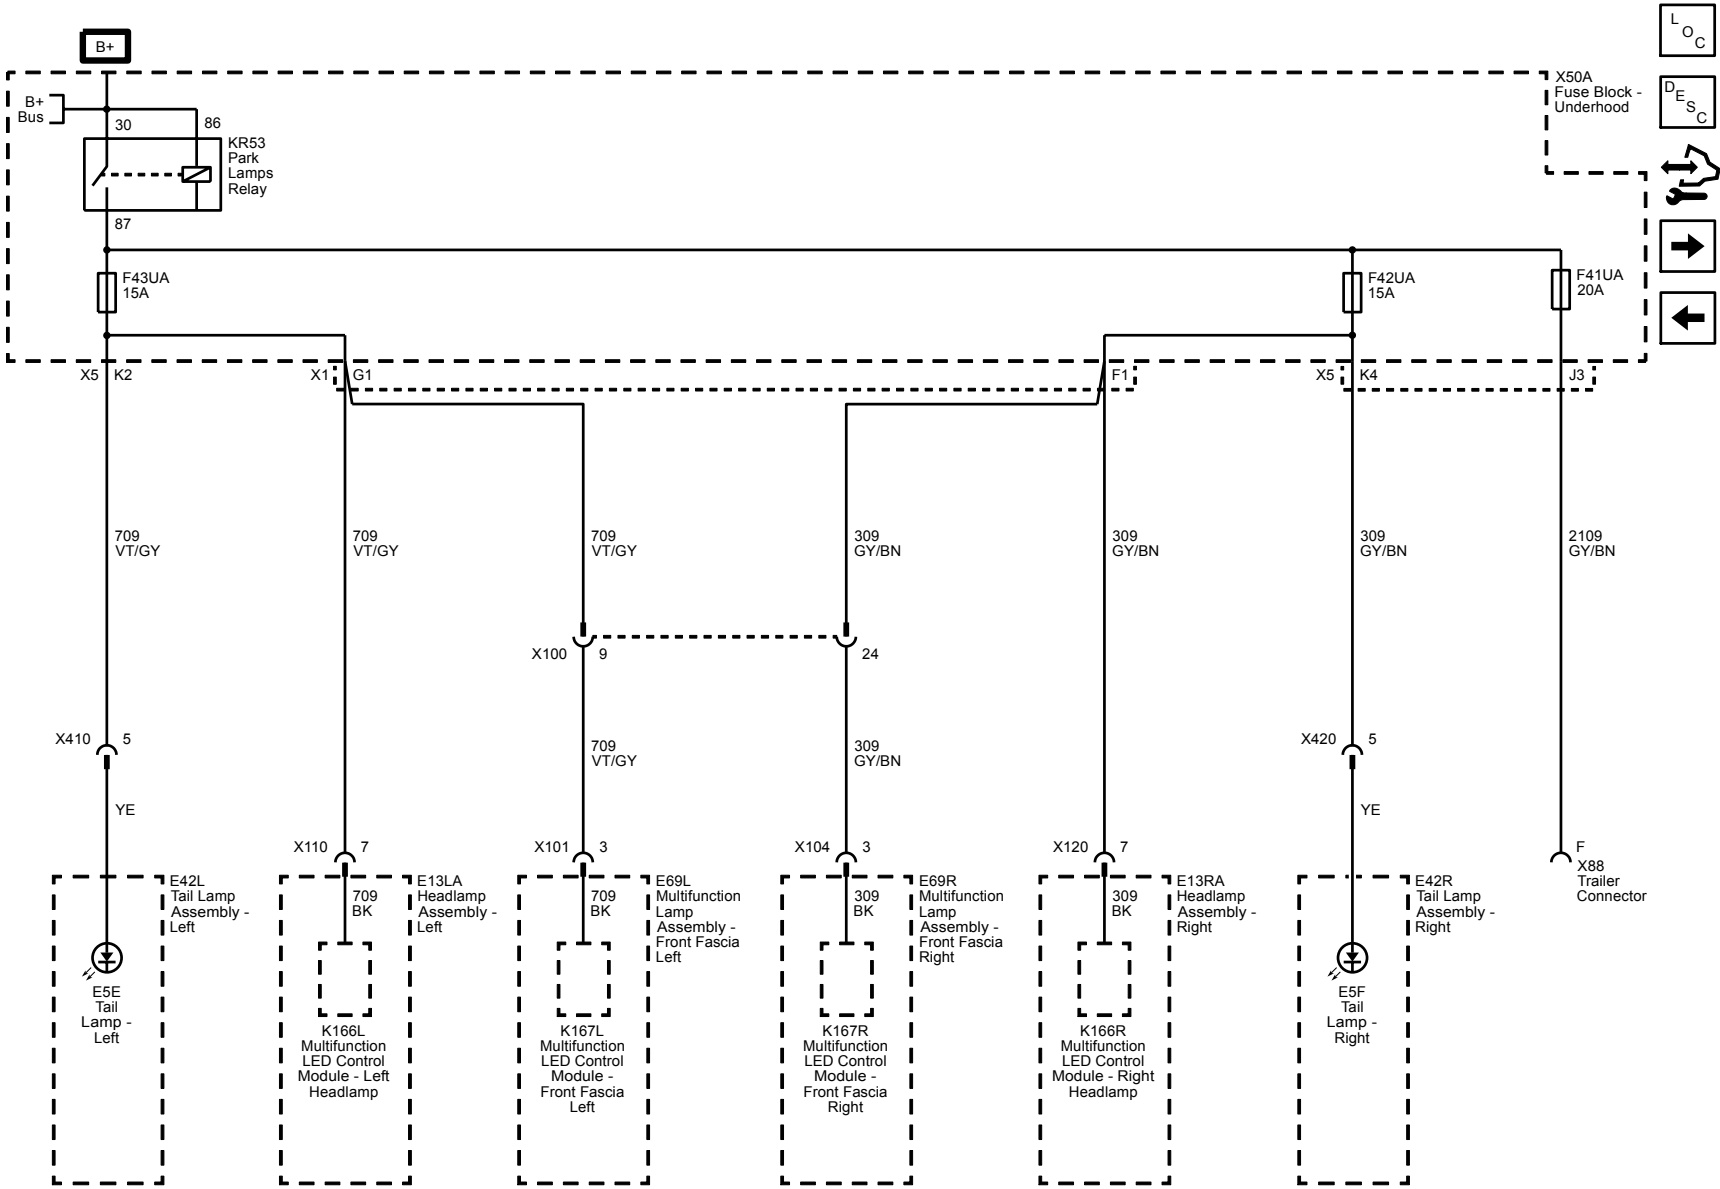 B+
L
O
C
X50A
Fuse Block -
Underhood
D
E
S
C
B+
Bus
30
86
KR53
Park
Lamps
Relay
87
F43UA
15A
F42UA
15A
F41UA
20A
X5 K2
X1 G1
F1
X5 K4
J3
709
VT/GY
709
VT/GY
709
VT/GY
309
GY/BN
309
GY/BN
309
GY/BN
2109
GY/BN
X100 9
24
X410 5
709
VT/GY
309
GY/BN
X420 5
YE
YE
X110 7
X101 3
X104 3
X120 7
F
X88
Trailer
Connector
E42L
Tail Lamp
Assembly -
Left
709
BK
E13LA
Headlamp
Assembly -
Left
709
BK
E69L
Multifunction
Lamp
Assembly -
Front Fascia
Left
309
BK
E69R
Multifunction
Lamp
Assembly -
Front Fascia
Right
309
BK
E13RA
Headlamp
Assembly -
Right
E42R
Tail Lamp
Assembly -
Right
E5E
Tail
Lamp -
Left
K166L
Multifunction
LED Control
Module - Left
Headlamp
K167L
Multifunction
LED Control
Module -
Front Fascia
Left
K167R
Multifunction
LED Control
Module -
Front Fascia
Right
K166R
Multifunction
LED Control
Module - Right
Headlamp
E5F
Tail
Lamp -
Right